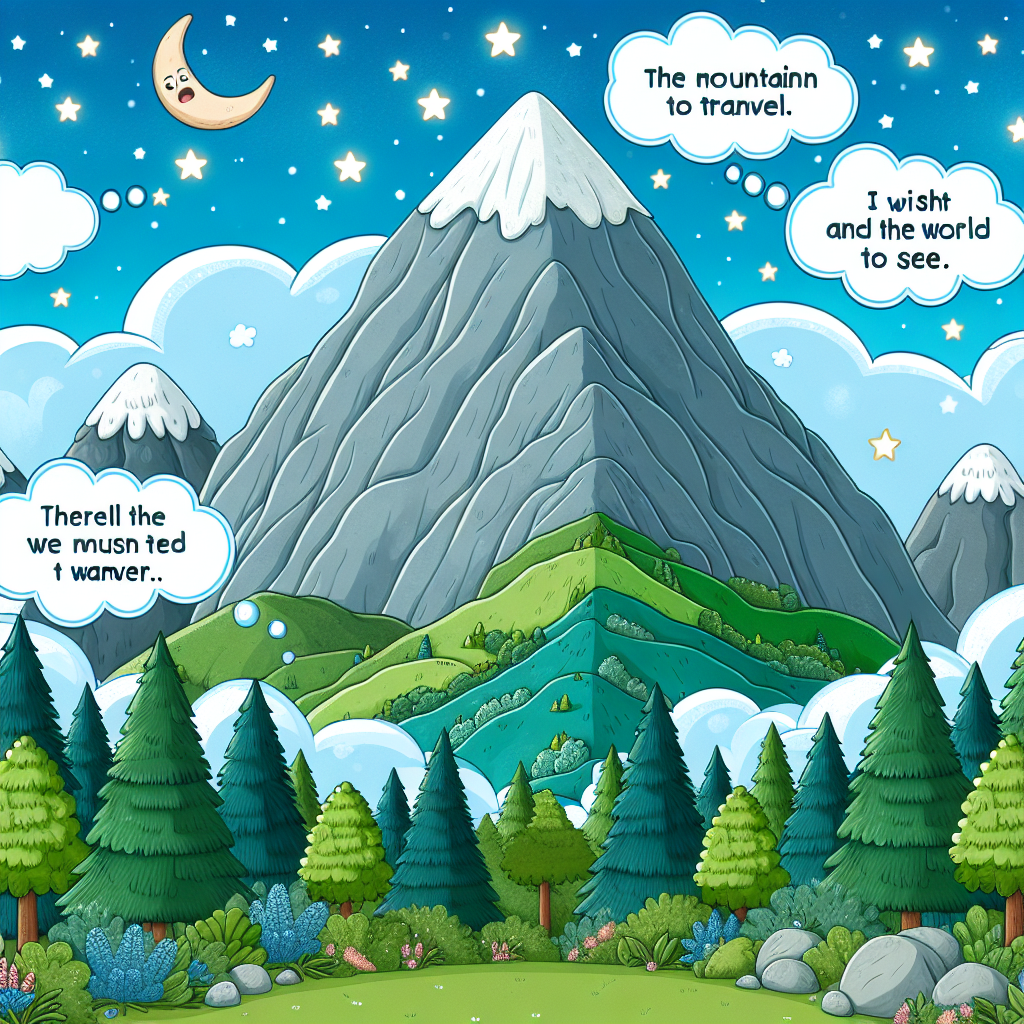 The nountainn
to tranvel.
I wisht
and the world
to see.
Therell the
we musn ted
t wanver..